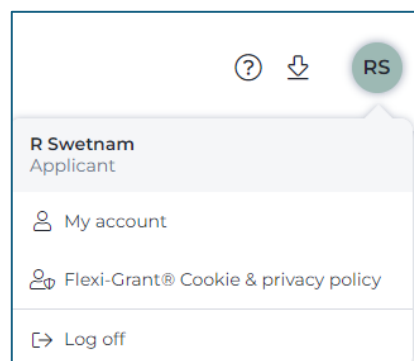 RS
R Swetnam
Applicant
My account
Flexi-Grant® Cookie & privacy policy
Log off